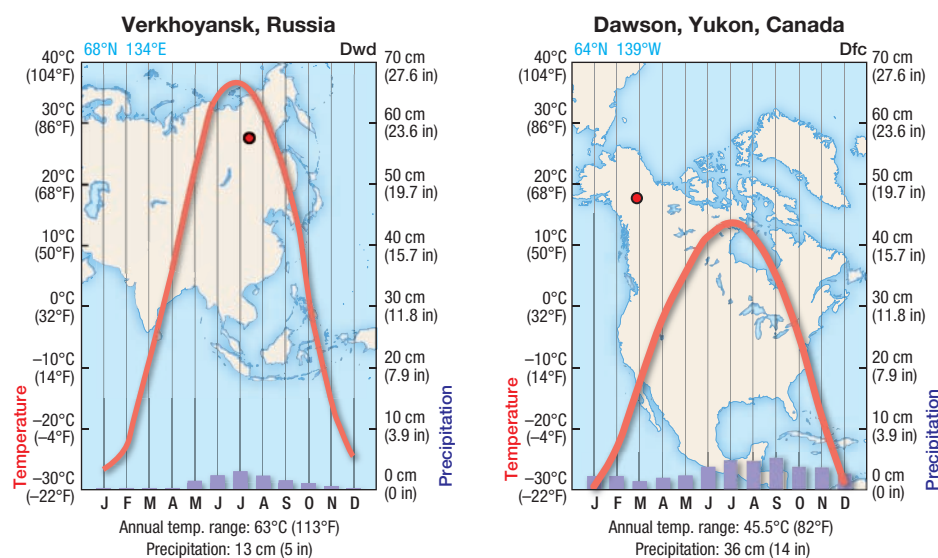 Verkhoyansk, Russia
68°N 134°E
Dwd
40°C
(104°F)
30°C
(86°F)
20°C
(68°F)
10°C
(50°F)
0°C
(32°F)
–10°C
(14°F)
–20°C
(–4°F)
–30°C
(–22°F)
Temperature
70 cm
(27.6 in)
60 cm
(23.6 in)
50 cm
(19.7 in)
40 cm
(15.7 in)
30 cm
(11.8 in)
20 cm
(7.9 in)
10 cm
(3.9 in)
0 cm
(0 in)
Precipitation
J F M A M J J A S O N D
Annual temp. range: 63°C (113°F)
Precipitation: 13 cm (5 in)
Dawson, Yukon, Canada
64°N 139°W
Dfc
40°C
(104°F)
30°C
(86°F)
20°C
(68°F)
10°C
(50°F)
0°C
(32°F)
–10°C
(14°F)
–20°C
(–4°F)
–30°C
(–22°F)
Temperature
70 cm
(27.6 in)
60 cm
(23.6 in)
50 cm
(19.7 in)
40 cm
(15.7 in)
30 cm
(11.8 in)
20 cm
(7.9 in)
10 cm
(3.9 in)
0 cm
(0 in)
Precipitation
J F M A M J J A S O N D
Annual temp. range: 45.5°C (82°F)
Precipitation: 36 cm (14 in)